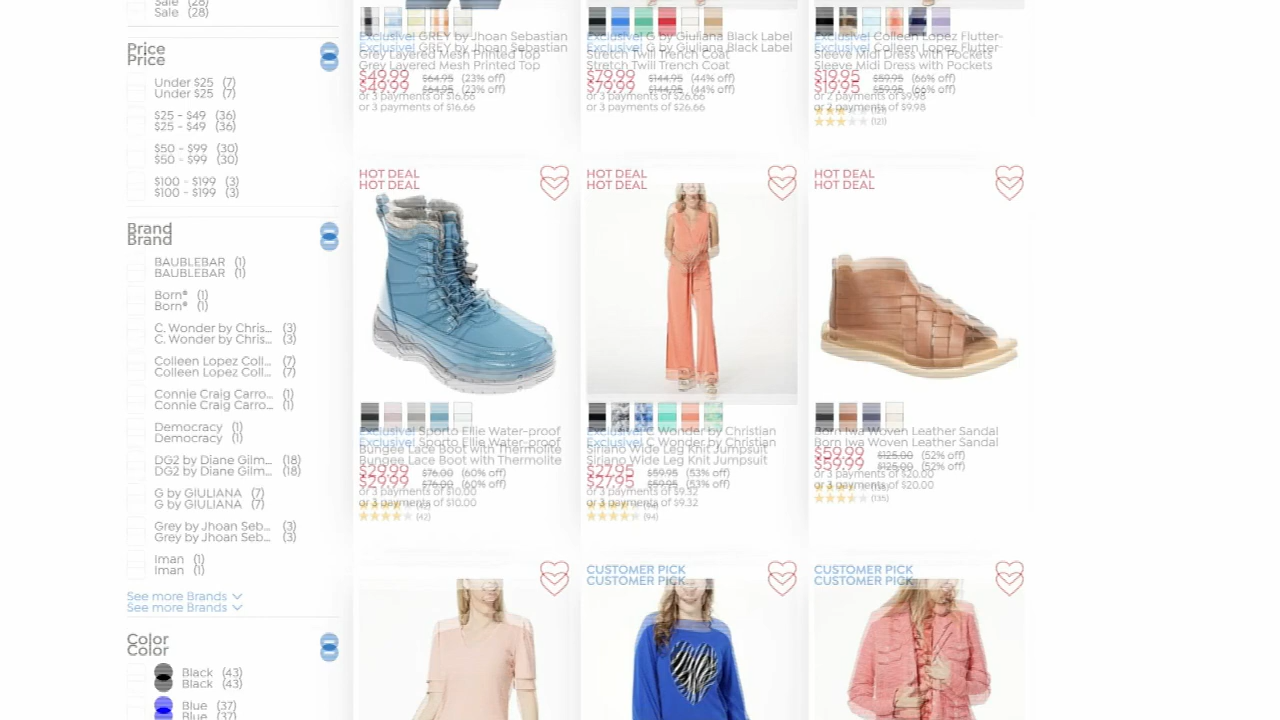 Sale (28)
Price
Under $25 (7)
$25 - $49 (36)
$50 - $99 (30)
$100 - $199 (3)
Brand
BAUBLEBAR (1)
Born® (1)
C. Wonder by Chris... (3)
Colleen Lopez Coll... (7)
Connie Craig Carro... (1)
Democracy (1)
DG2 by Diane Gilm... (18)
G by GIULIANA (7)
Grey by Jhoan Seb... (3)
Iman (1)
See more Brands
Color
Black (43)
Blue (37)
Exclusive! GREY by Jhoan Sebastian
Grey Layered Mesh Printed Top
$49.99 $64.95 (23% off)
or 3 payments of $16.66
Exclusive! G by Giuliana Black Label
Stretch Twill Trench Coat
$79.99 $144.95 (44% off)
or 3 payments of $26.66
Exclusive! Colleen Lopez Flutter-
Sleeve Midi Dress with Pockets
$19.95 $59.95 (66% off)
or 2 payments of $9.98
(121)
HOT DEAL
Exclusive! Sporto Ellie Water-proof
Bungee Lace Boot with Thermolite
$29.99 $76.00 (60% off)
or 3 payments of $10.00
(42)
HOT DEAL
Exclusive! C Wonder by Christian
Siriano Wide Leg Knit Jumpsuit
$27.95 $59.95 (53% off)
or 3 payments of $9.32
(94)
HOT DEAL
Born Iwa Woven Leather Sandal
$59.99 $125.00 (52% off)
or 3 payments of $20.00
(135)
CUSTOMER PICK
CUSTOMER PICK